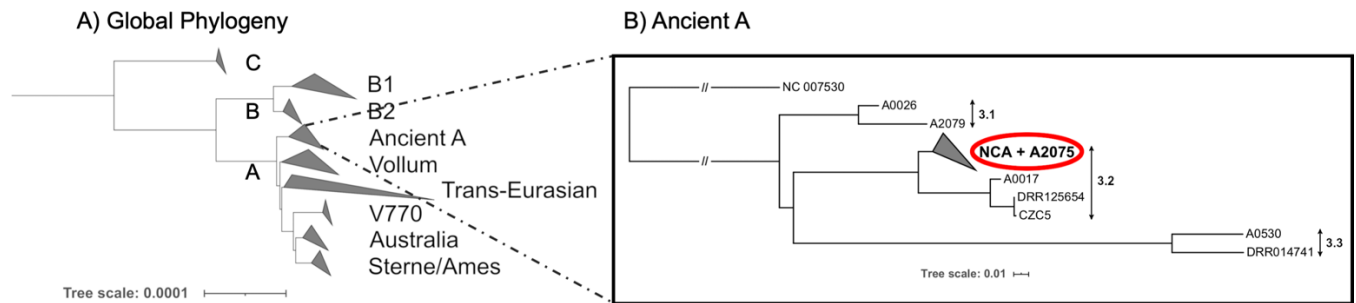 A) Global Phylogeny
C
B1
B
B2
Ancient A
Vollum
A
Trans-Eurasian
V770
Australia
Sterne/Ames
Tree scale: 0.0001
B) Ancient A
//
NC 007530
A0026
3.1
A2079
//
NCA + A2075
A0017
3.2
DRR125654
CZC5
A0530
3.3
DRR014741
Tree scale: 0.01